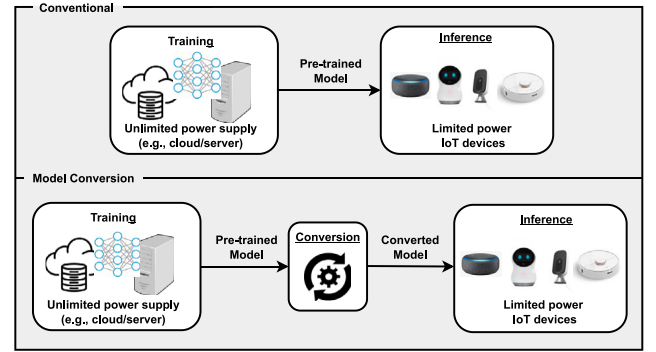 Conventional
Training
Unlimited power supply
(e.g., cloud/server)
Pre-trained
Model
Inference
Limited power
IoT devices
Model Conversion
Training
Unlimited power supply
(e.g., cloud/server)
Pre-trained
Model
Conversion
Converted
Model
Inference
Limited power
IoT devices